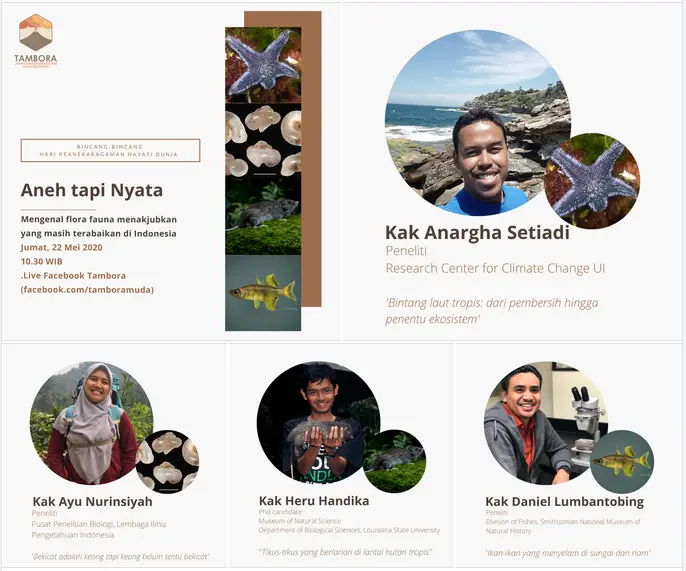 TAMBORA
BINCANG-BINCANG
HARI KEANEKARAGAMAN HAYATI DUNIA
Aneh tapi Nyata
Mengenal flora fauna menakjubkan
yang masih terabaikan di Indonesia
Jumat, 22 Mei 2020
10.30 WIB
.Live Facebook Tambora
(facebook.com/tamboramuda)
Kak Anargha Setiadi
Peneliti
Research Center for Climate Change UI
'Bintang laut tropis: dari pembersih hingga
penentu ekosistem'
Kak Ayu Nurinsiyah
Peneliti
Pusat Penelitian Biologi, Lembaga Ilmu
Pengetahuan Indonesia
'Bekicot adalah keong tapi keong belum tentu bekicot'
Kak Heru Handika
Phd candidate
Museum of Natural Science
Department of Biological Sciences, Louisiana State University
"Tikus-tikus yang berlarian di lantai hutan tropis"
Kak Daniel Lumbantobing
Peneliti
Division of Fishes, Smithsonian National Museum of
Natural History
'Ikan-ikan yang menyelam di sungai dan riam'